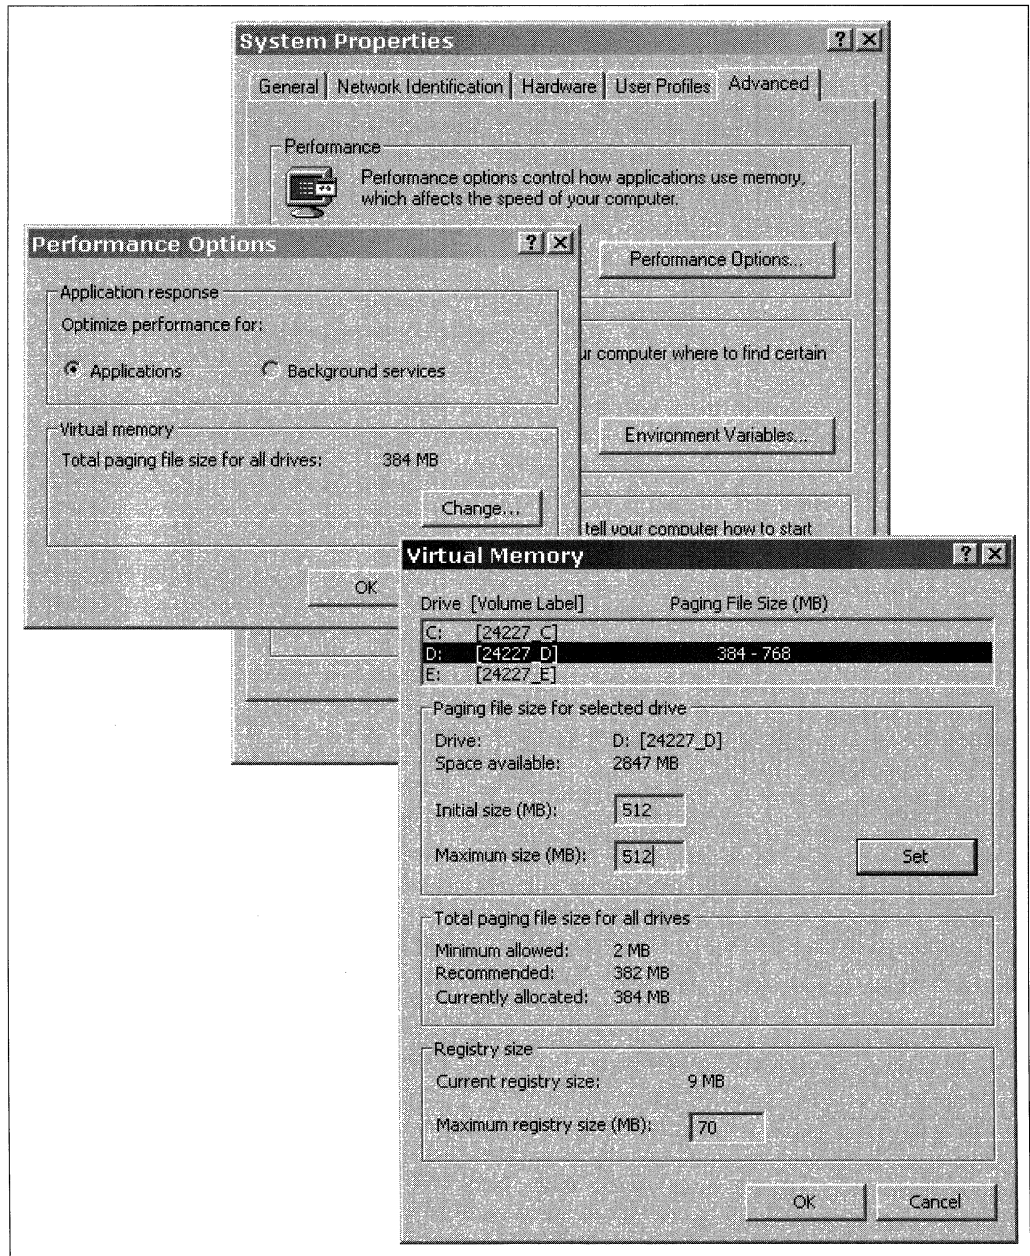 System Properties
General Network Identification Hardware User Profiles Advanced
Performance
Performance options control how applications use memory,
which affects the speed of your computer.
Performance Options...
ur computer where to find certain
Environment Variables...
tell your computer how to start
Performance Options
Application response
Optimize performance for:
Applications Background services
Virtual memory
Total paging file size for all drives: 384 MB
Change...
OK
Virtual Memory
Drive [Volume Label] Paging File Size (MB)
C: [24227_C]
D: [24227_D] 384 - 768
E: [24227_E]
Paging file size for selected drive
Drive: D: [24227_D]
Space available: 2847 MB
Initial size (MB): 512
Maximum size (MB): 512
Set
Total paging file size for all drives
Minimum allowed: 2 MB
Recommended: 382 MB
Currently allocated: 384 MB
Registry size
Current registry size: 9 MB
Maximum registry size (MB): 70
OK Cancel